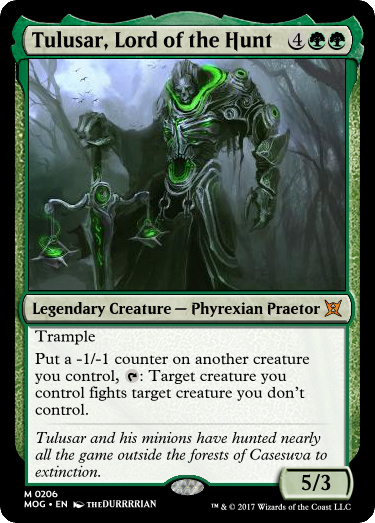 Tulusar, Lord of the Hunt 4
Legendary Creature — Phyrexian Praetor
Trample
Put a -1/-1 counter on another creature
you control, : Target creature you
control fights target creature you don't
control.
Tulusar and his minions have hunted nearly
all the game outside the forests of Casesuva to
extinction.
5/3
M 0206
MOG • EN theDURRRRIAN
™ & © 2017 Wizards of the Coast LLC